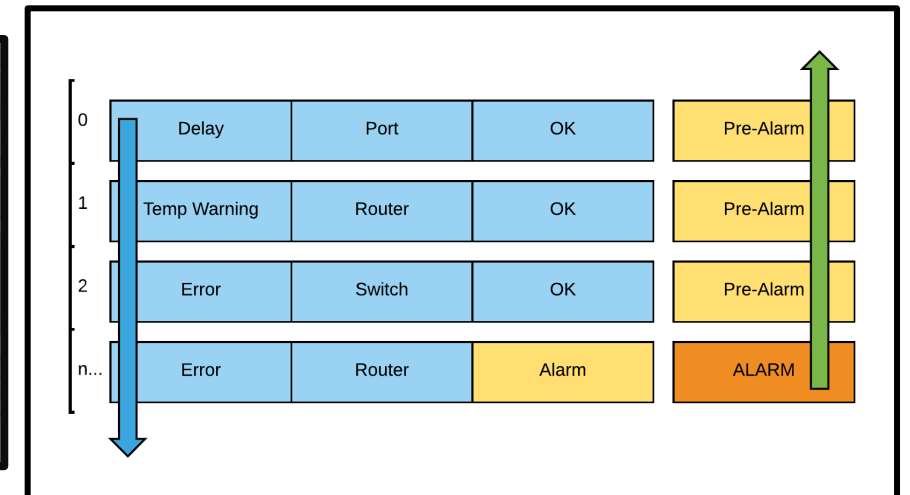 0 Delay Port OK Pre-Alarm
1 Temp Warning Router OK Pre-Alarm
2 Error Switch OK Pre-Alarm
n... Error Router Alarm ALARM